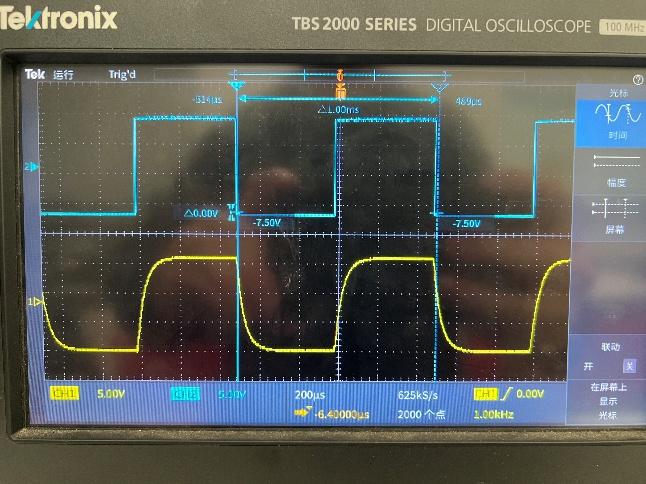 Tektronix
TBS 2000 SERIES DIGITAL OSCILLOSCOPE 100 MHz
Tek 运行 Trig'd
-514µs △1.00ms 489µs
光标
时间
幅度
屏幕
2
△0.00V -7.50V -7.50V
1
联动
开 关
在屏幕上
显示
光标
CH1 5.00V CH2 5.00V 200µs 625kS/s CH1 0.00V
-6.40000µs 2000 个点 1.00kHz